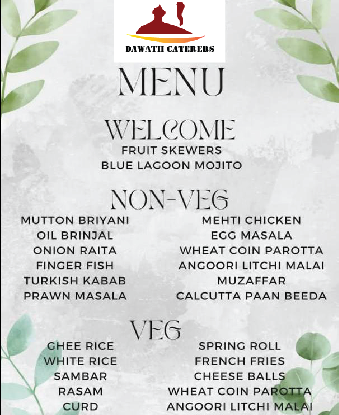 DAWATH CATERERS
MENU
WELCOME
FRUIT SKEWERS
BLUE LAGOON MOJITO
NON-VEG
MUTTON BRIYANI
OIL BRINJAL
ONION RAITA
FINGER FISH
TURKISH KABAB
PRAWN MASALA
MEHTI CHICKEN
EGG MASALA
WHEAT COIN PAROTTA
ANGOORI LITCHI MALAI
MUZAFFAR
CALCUTTA PAAN BEEDA
VEG
GHEE RICE
WHITE RICE
SAMBAR
RASAM
CURD
SPRING ROLL
FRENCH FRIES
CHEESE BALLS
WHEAT COIN PAROTTA
ANGOORI LITCHI MALAI